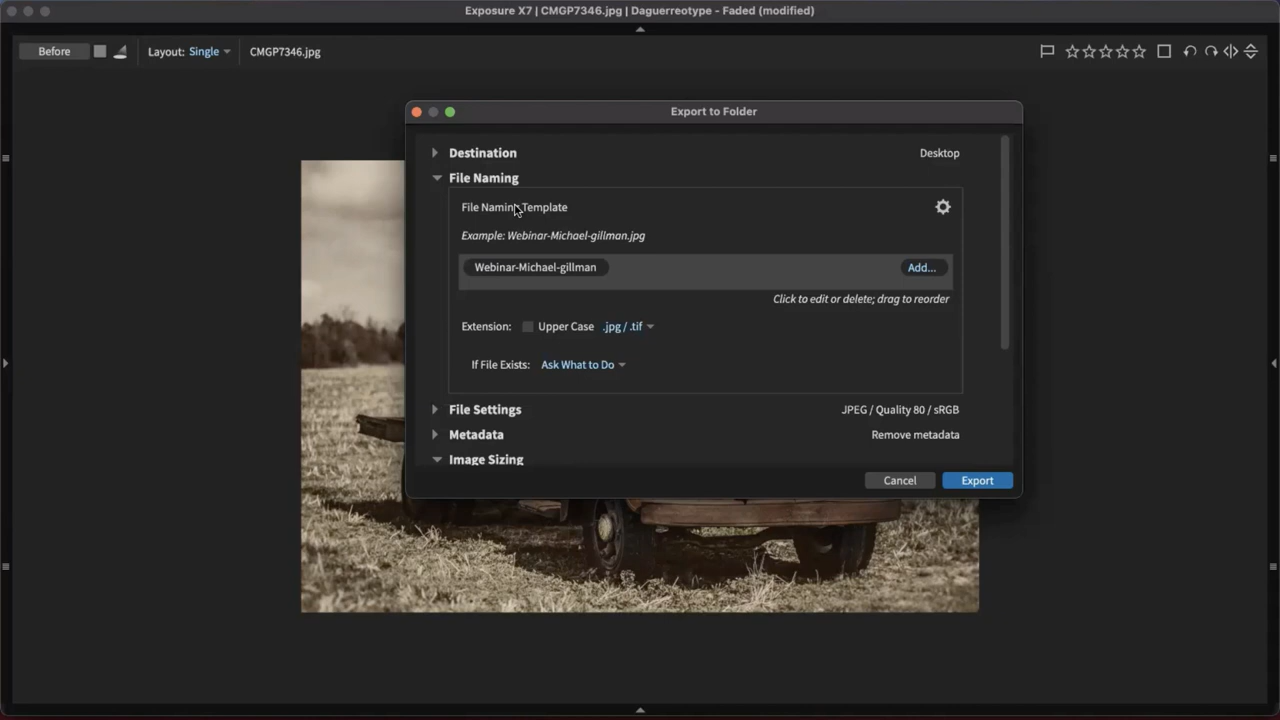 Exposure X7 | CMGP7346.jpg | Daguerreotype - Faded (modified)
Before Layout: Single CMGP7346.jpg
Export to Folder
Destination Desktop
File Naming
File Naming Template
Example: Webinar-Michael-gillman.jpg
Webinar-Michael-gillman Add...
Click to edit or delete; drag to reorder
Extension: Upper Case .jpg / .tif
If File Exists: Ask What to Do
File Settings JPEG / Quality 80 / sRGB
Metadata Remove metadata
Image Sizing
Cancel Export